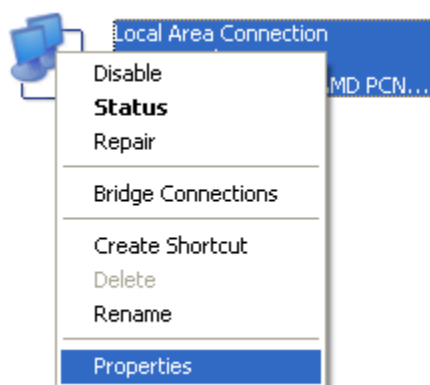 Local Area Connection
MD PCN...
Disable
Status
Repair
Bridge Connections
Create Shortcut
Delete
Rename
Properties